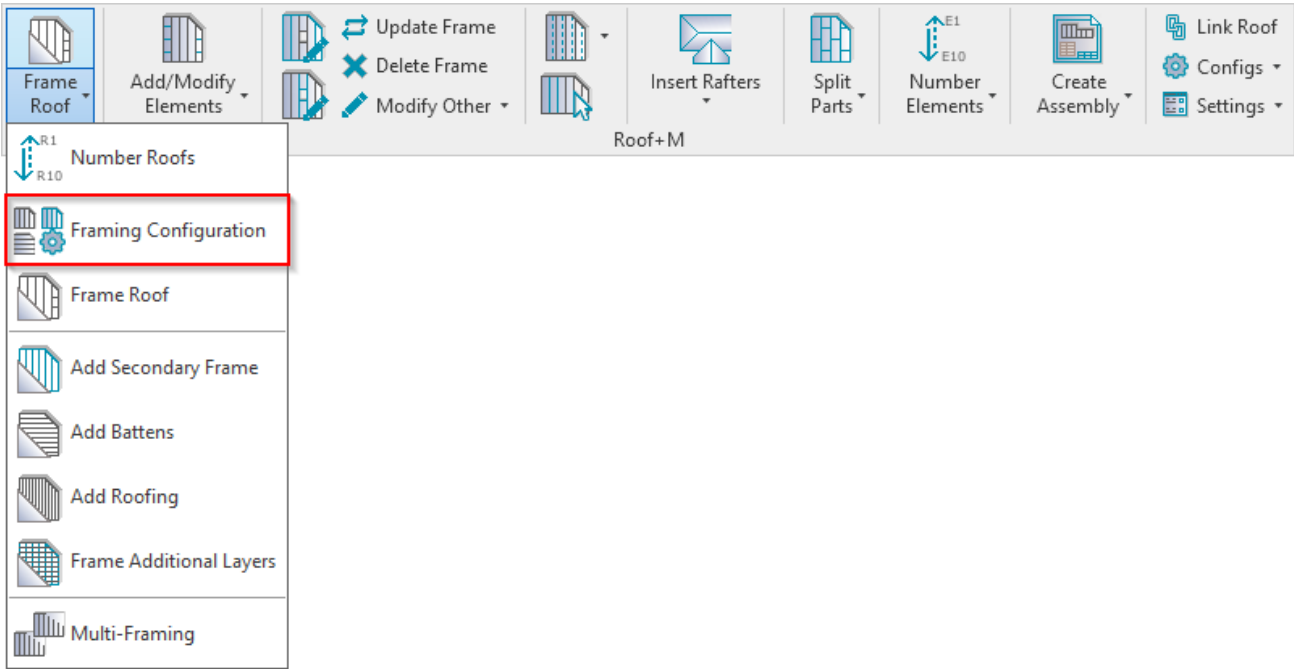 Frame
Roof
Add/Modify
Elements
Update Frame
Delete Frame
Modify Other
Insert Rafters
Split
Parts
E1
E10
Number
Elements
Create
Assembly
Link Roof
Configs
Settings
Roof+M
R1
R10
Number Roofs
Framing Configuration
Frame Roof
Add Secondary Frame
Add Battens
Add Roofing
Frame Additional Layers
Multi-Framing